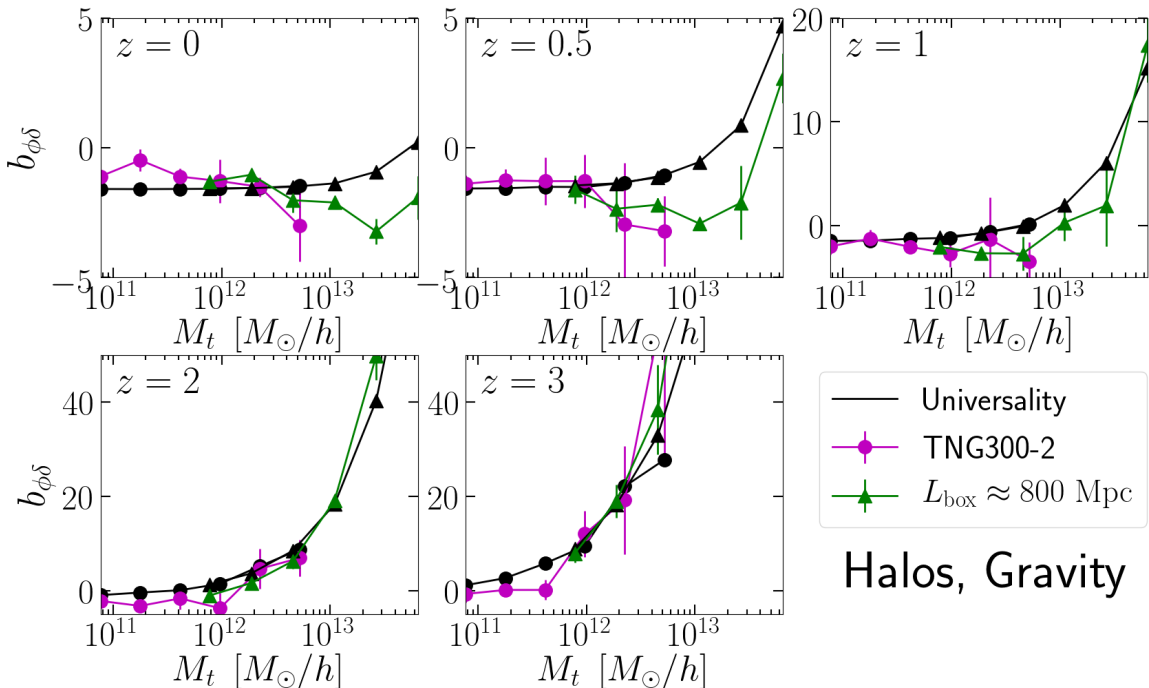 z = 0
5
0
−5
b_{ϕδ}
10^{11} 10^{12} 10^{13}
M_t [M_⊙/h]
z = 0.5
5
0
−5
10^{11} 10^{12} 10^{13}
M_t [M_⊙/h]
z = 1
20
10
0
10^{11} 10^{12} 10^{13}
M_t [M_⊙/h]
z = 2
40
20
0
b_{ϕδ}
10^{11} 10^{12} 10^{13}
M_t [M_⊙/h]
z = 3
40
20
0
10^{11} 10^{12} 10^{13}
M_t [M_⊙/h]
Universality
TNG300-2
L_{box} ≈ 800 Mpc
Halos, Gravity